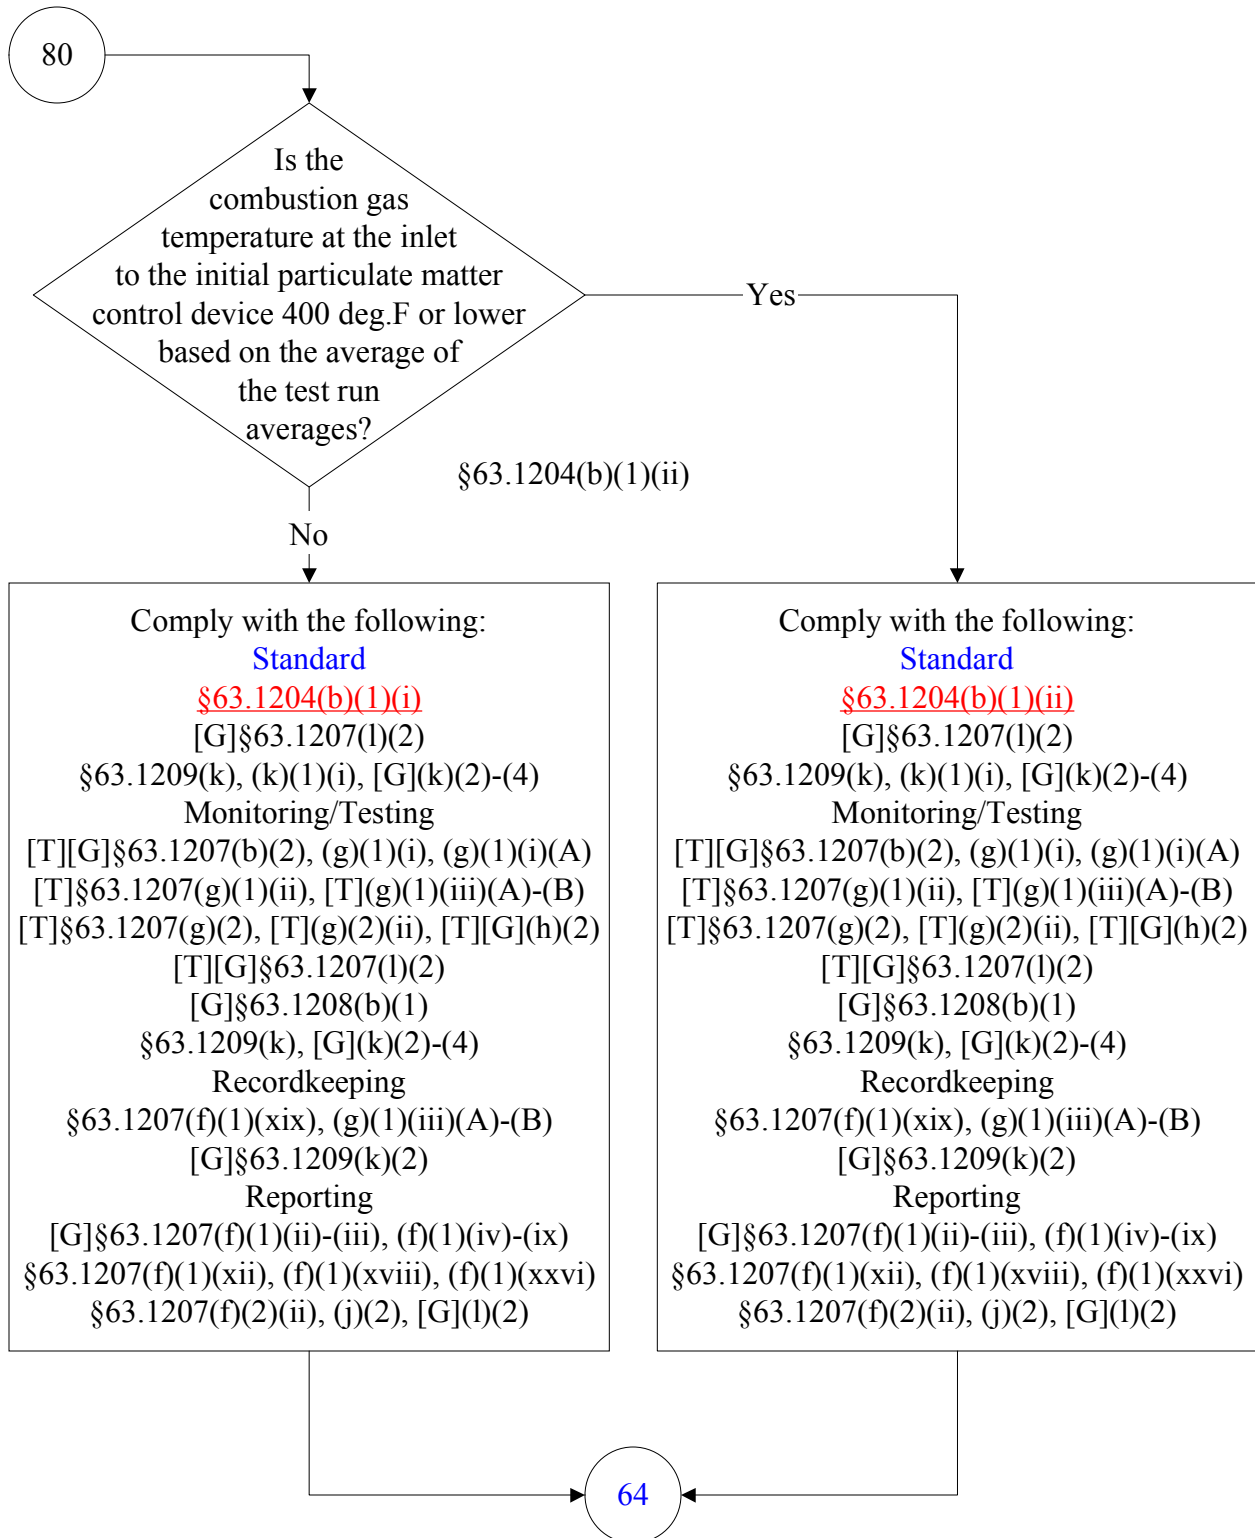 80
Is the
combustion gas
temperature at the inlet
to the initial particulate matter
control device 400 deg.F or lower
based on the average of
the test run
averages?
Yes
§63.1204(b)(1)(ii)
No
Comply with the following:
Standard
§63.1204(b)(1)(i)
[G]§63.1207(l)(2)
§63.1209(k), (k)(1)(i), [G](k)(2)-(4)
Monitoring/Testing
[T][G]§63.1207(b)(2), (g)(1)(i), (g)(1)(i)(A)
[T]§63.1207(g)(1)(ii), [T](g)(1)(iii)(A)-(B)
[T]§63.1207(g)(2), [T](g)(2)(ii), [T][G](h)(2)
[T][G]§63.1207(l)(2)
[G]§63.1208(b)(1)
§63.1209(k), [G](k)(2)-(4)
Recordkeeping
§63.1207(f)(1)(xix), (g)(1)(iii)(A)-(B)
[G]§63.1209(k)(2)
Reporting
[G]§63.1207(f)(1)(ii)-(iii), (f)(1)(iv)-(ix)
§63.1207(f)(1)(xii), (f)(1)(xviii), (f)(1)(xxvi)
§63.1207(f)(2)(ii), (j)(2), [G](l)(2)
Comply with the following:
Standard
§63.1204(b)(1)(ii)
[G]§63.1207(l)(2)
§63.1209(k), (k)(1)(i), [G](k)(2)-(4)
Monitoring/Testing
[T][G]§63.1207(b)(2), (g)(1)(i), (g)(1)(i)(A)
[T]§63.1207(g)(1)(ii), [T](g)(1)(iii)(A)-(B)
[T]§63.1207(g)(2), [T](g)(2)(ii), [T][G](h)(2)
[T][G]§63.1207(l)(2)
[G]§63.1208(b)(1)
§63.1209(k), [G](k)(2)-(4)
Recordkeeping
§63.1207(f)(1)(xix), (g)(1)(iii)(A)-(B)
[G]§63.1209(k)(2)
Reporting
[G]§63.1207(f)(1)(ii)-(iii), (f)(1)(iv)-(ix)
§63.1207(f)(1)(xii), (f)(1)(xviii), (f)(1)(xxvi)
§63.1207(f)(2)(ii), (j)(2), [G](l)(2)
64